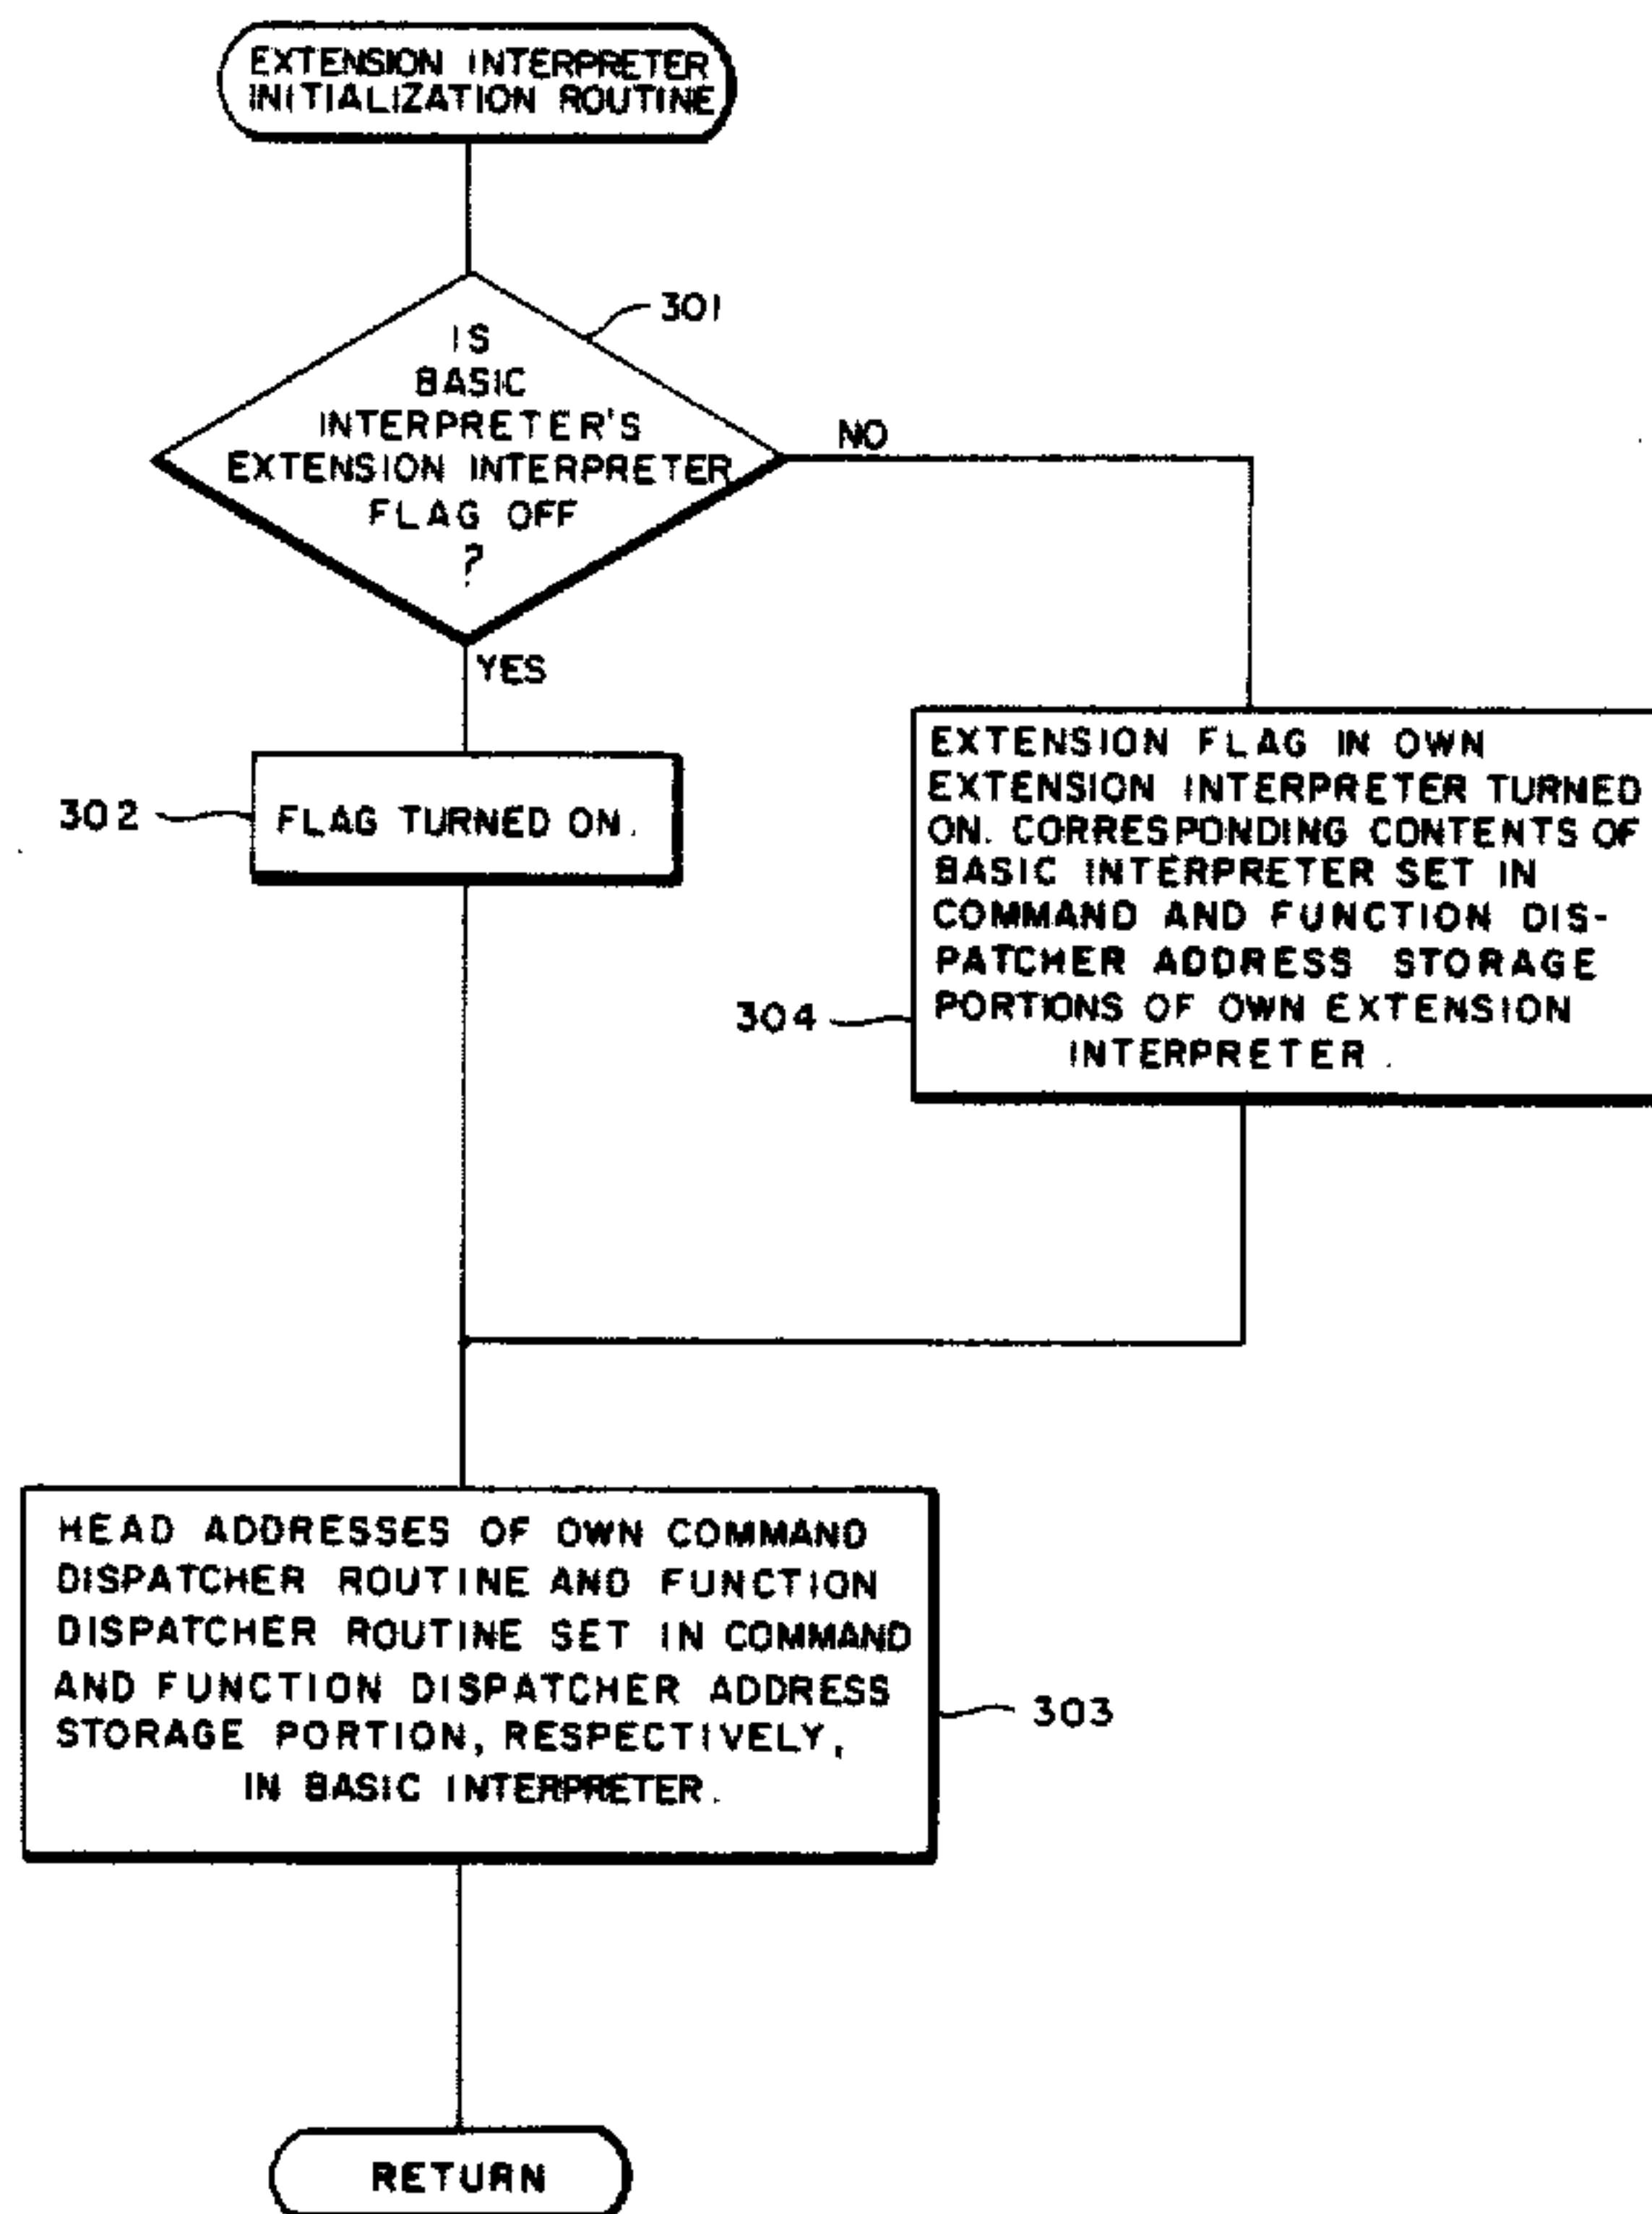 EXTENSION INTERPRETER
INITIALIZATION ROUTINE
301
IS
BASIC
INTERPRETER'S
EXTENSION INTERPRETER
FLAG OFF
?
NO
YES
302
FLAG TURNED ON.
EXTENSION FLAG IN OWN
EXTENSION INTERPRETER TURNED
ON. CORRESPONDING CONTENTS OF
BASIC INTERPRETER SET IN
COMMAND AND FUNCTION DIS-
PATCHER ADDRESS STORAGE
PORTIONS OF OWN EXTENSION
INTERPRETER.
304
HEAD ADDRESSES OF OWN COMMAND
DISPATCHER ROUTINE AND FUNCTION
DISPATCHER ROUTINE SET IN COMMAND
AND FUNCTION DISPATCHER ADDRESS
STORAGE PORTION, RESPECTIVELY,
IN BASIC INTERPRETER.
303
RETURN